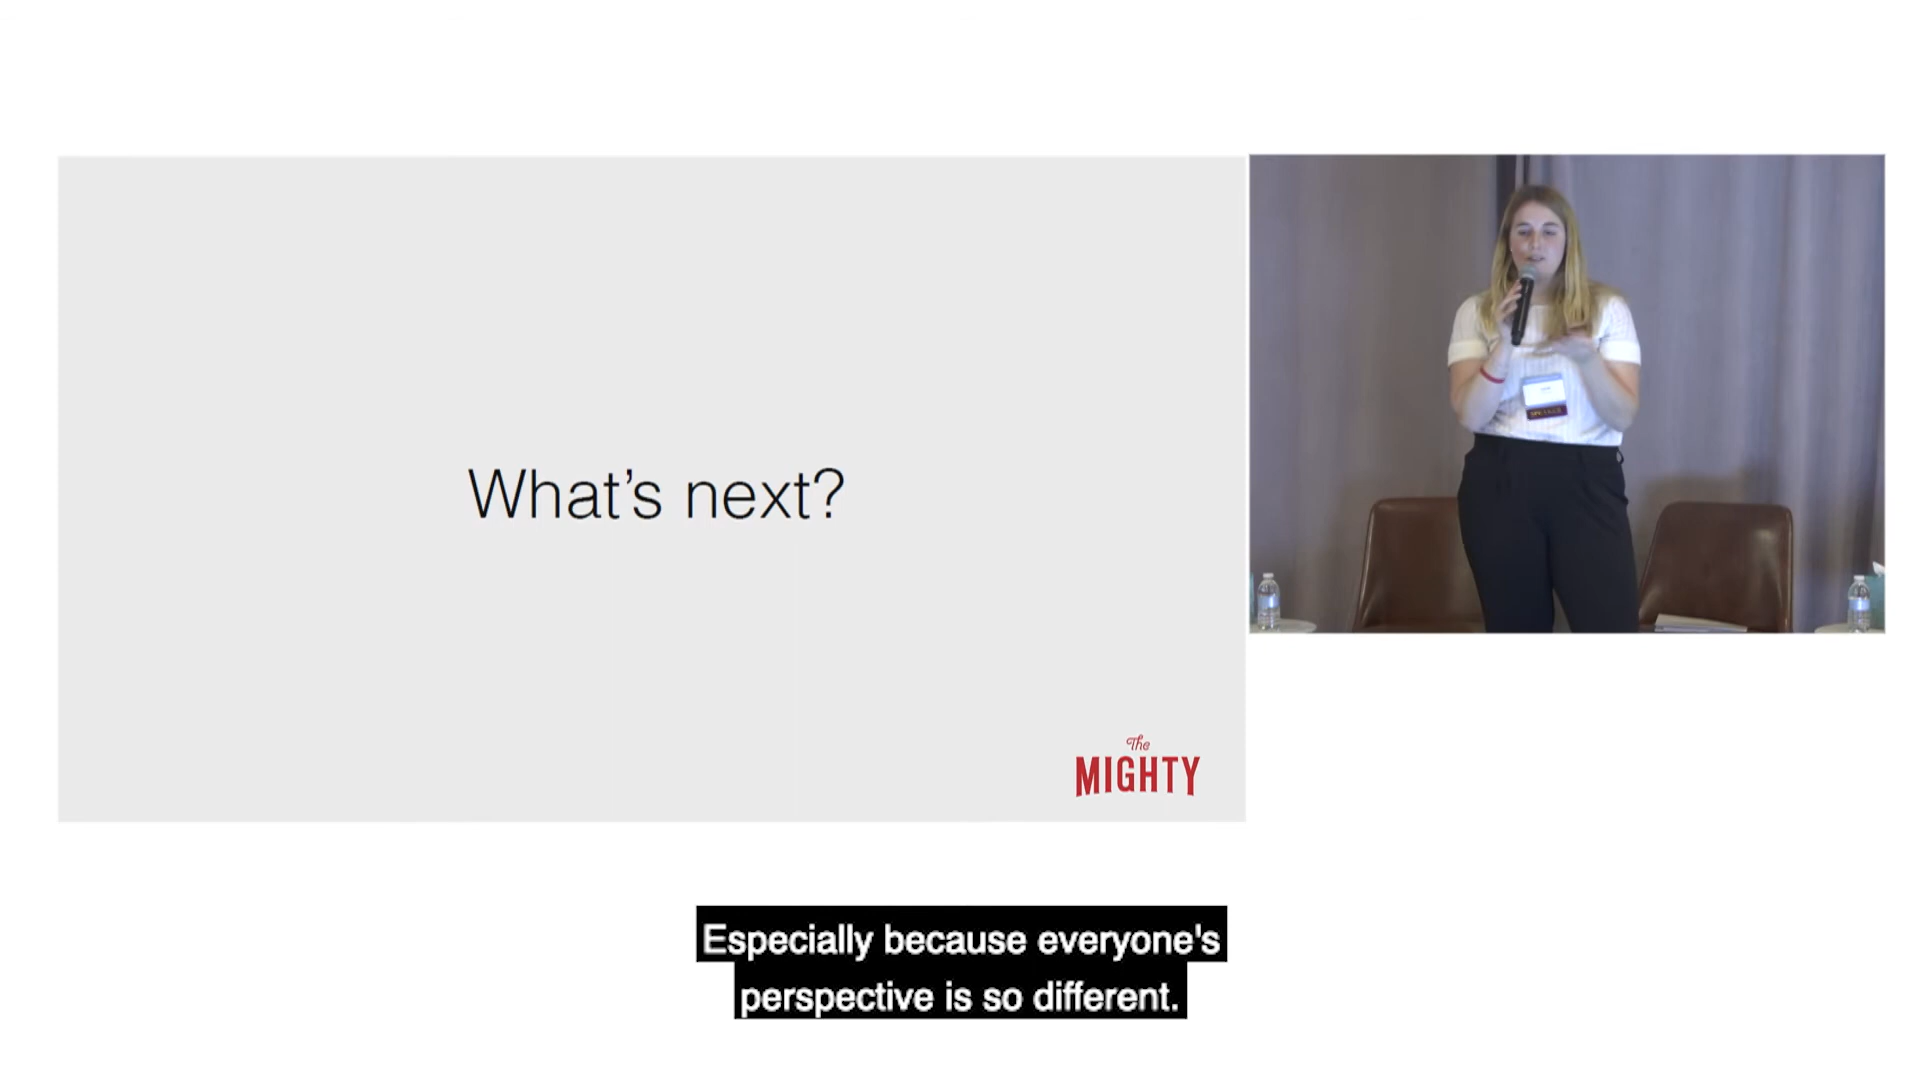 What's next?
The
MIGHTY
Especially because everyone's
perspective is so different.